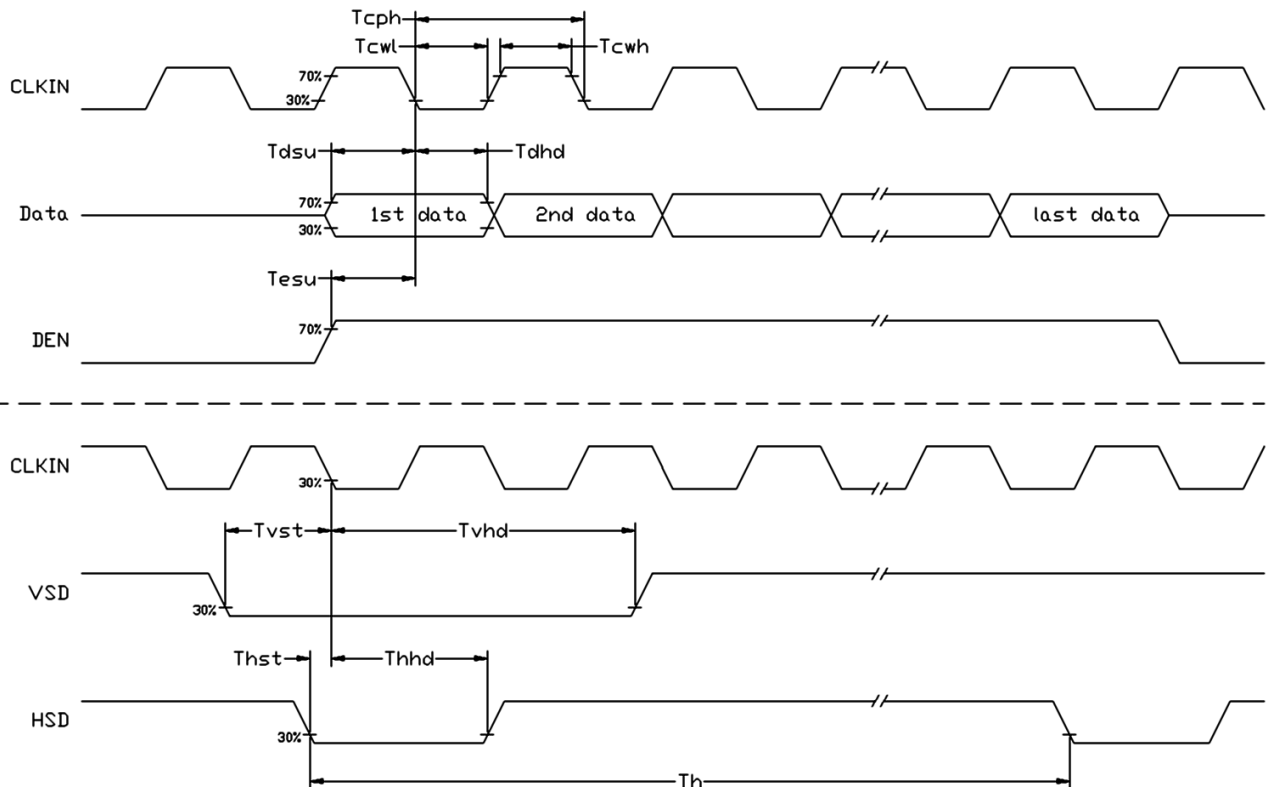 Tcph
Tcwl Tcwh
CLKIN 70%
30%
Tdsu Tdhd
Data 70% 1st data 2nd data last data
30%
Tesu
DEN 70%
CLKIN 30%
Tvst Tvhd
VSD 30%
Thst Thhd
HSD 30%
Th